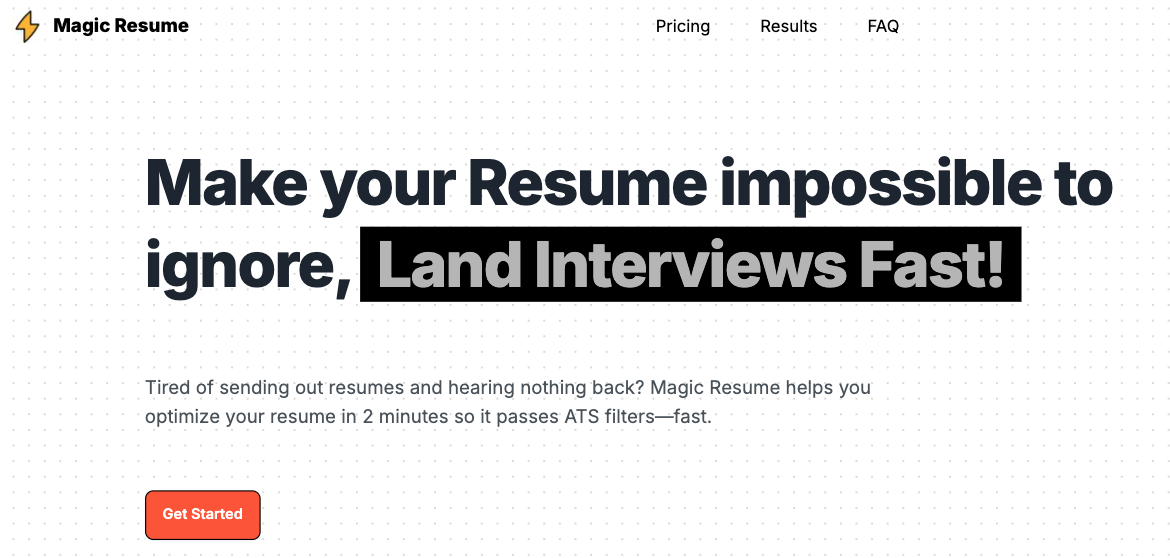 Magic Resume
Pricing
Results
FAQ
Make your Resume impossible to
ignore, Land Interviews Fast!
Tired of sending out resumes and hearing nothing back? Magic Resume helps you
optimize your resume in 2 minutes so it passes ATS filters—fast.
Get Started